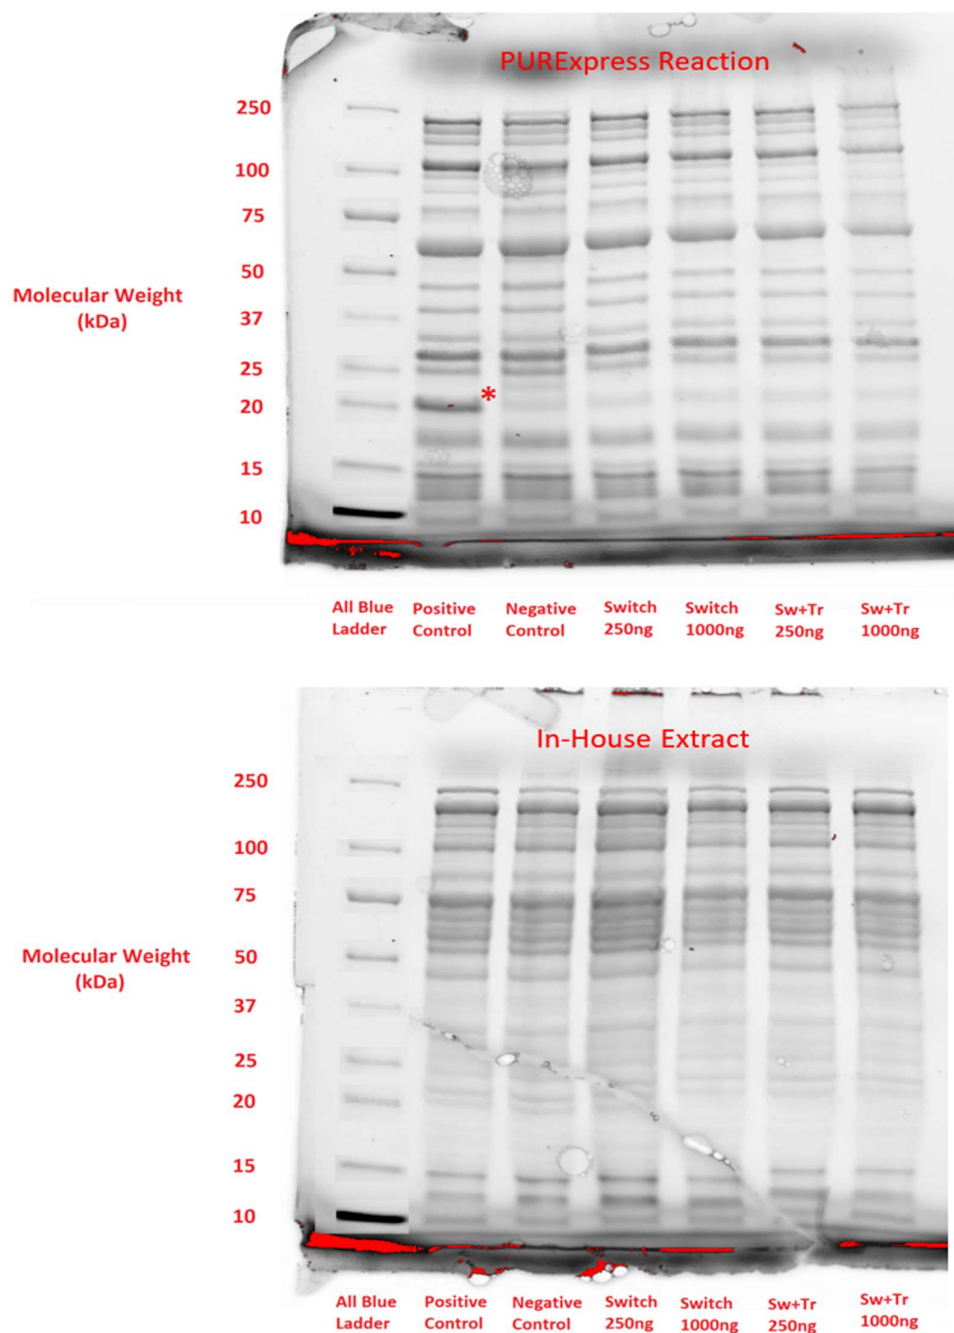 PURExpress Reaction
250
100
75
50
Molecular Weight
(kDa)
37
25
*
20
15
10
All Blue Ladder
Positive Control
Negative Control
Switch 250ng
Switch 1000ng
Sw+Tr 250ng
Sw+Tr 1000ng
In-House Extract
250
100
75
50
Molecular Weight
(kDa)
37
25
20
15
10
All Blue Ladder
Positive Control
Negative Control
Switch 250ng
Switch 1000ng
Sw+Tr 250ng
Sw+Tr 1000ng